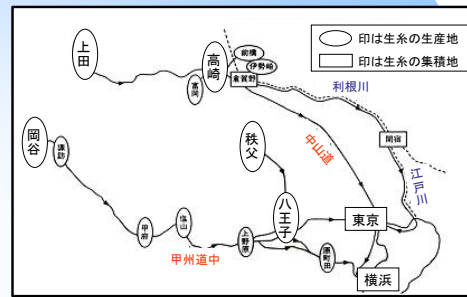 印は生糸の生産地
印は生糸の集積地
上田
高崎
前橋
伊勢崎
富岡
倉賀野
利根川
関宿
江戸川
中山道
岡谷
諏訪
秩父
八王子
甲府
塩山
上野原
原町田
東京
横浜
甲州道中